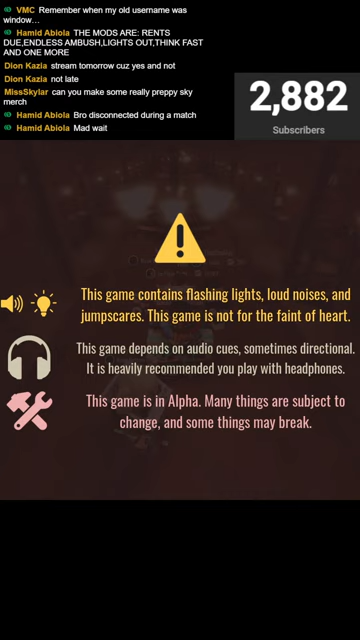 VMC Remember when my old username was
window…
Hamid Abiola THE MODS ARE: RENTS
DUE,ENDLESS AMBUSH,LIGHTS OUT,THINK FAST
AND ONE MORE
Dion Kazia stream tomorrow cuz yes and not
Dion Kazia not late
MissSkylar can you make some really preppy sky
merch
Hamid Abiola Bro disconnected during a match
Hamid Abiola Mad wait
2,882
Subscribers
This game contains flashing lights, loud noises, and
jumpscares. This game is not for the faint of heart.
This game depends on audio cues, sometimes directional.
It is heavily recommended you play with headphones.
This game is in Alpha. Many things are subject to
change, and some things may break.